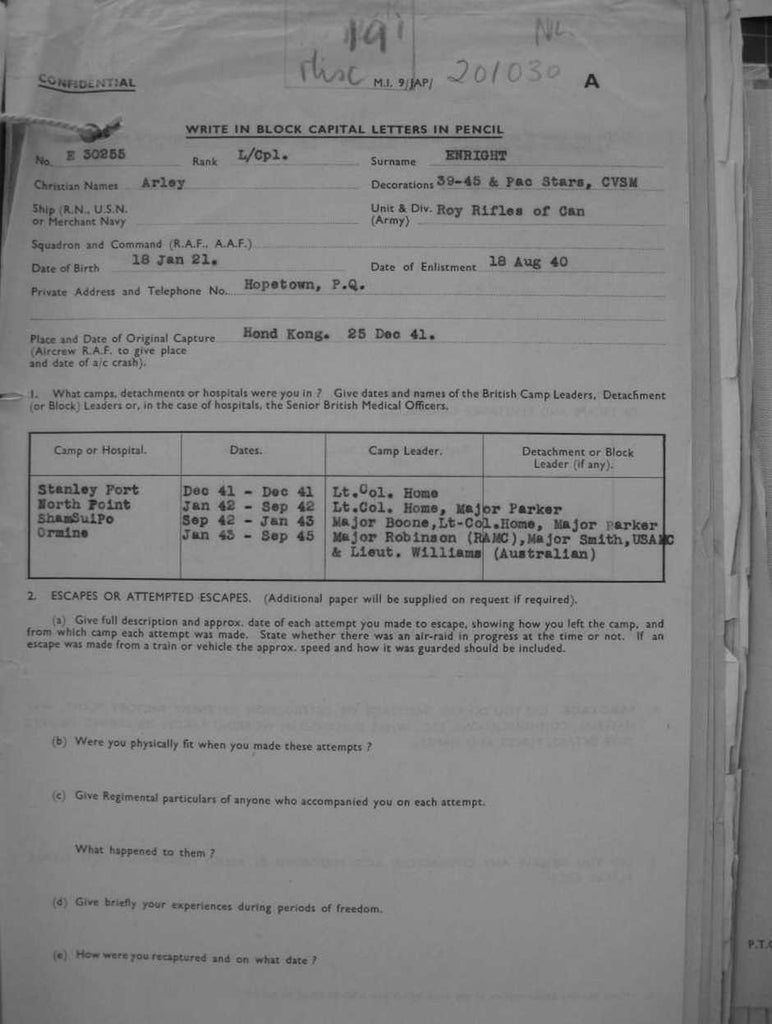 191 NL
Misc M.I. 9/JAP/ 201030 A
CONFIDENTIAL
WRITE IN BLOCK CAPITAL LETTERS IN PENCIL
No. E 30255 Rank L/Cpl. Surname ENRIGHT
Christian Names Arley Decorations 39-45 & Pac Stars, CVSM
Ship (R.N., U.S.N. Unit & Div. Roy Rifles of Can
or Merchant Navy (Army)
Squadron and Command (R.A.F., A.A.F.)
Date of Birth 18 Jan 21. Date of Enlistment 18 Aug 40
Private Address and Telephone No. Hopetown, P.Q.
Place and Date of Original Capture Hond Kong. 25 Dec 41.
(Aircrew R.A.F. to give place
and date of a/c crash).
1. What camps, detachments or hospitals were you in ? Give dates and names of the British Camp Leaders, Detachment
(or Block) Leaders or, in the case of hospitals, the Senior British Medical Officers.
Camp or Hospital. Dates. Camp Leader. Detachment or Block
Leader (if any).
Stanley Fort Dec 41 - Dec 41 Lt.Col. Home
North Point Jan 42 - Sep 42 Lt.Col. Home, Major Parker
ShamSuiPo Sep 42 - Jan 43 Major Boone,Lt-Col.Home, Major Parker
Ormine Jan 43 - Sep 45 Major Robinson (RAMC),Major Smith,USAMC
& Lieut. Williams (Australian)
2. ESCAPES OR ATTEMPTED ESCAPES. (Additional paper will be supplied on request if required).
(a) Give full description and approx. date of each attempt you made to escape, showing how you left the camp, and
from which camp each attempt was made. State whether there was an air-raid in progress at the time or not. If an
escape was made from a train or vehicle the approx. speed and how it was guarded should be included.
(b) Were you physically fit when you made these attempts ?
(c) Give Regimental particulars of anyone who accompanied you on each attempt.
What happened to them ?
(d) Give briefly your experiences during periods of freedom.
(e) How were you recaptured and on what date ?
P.T.O